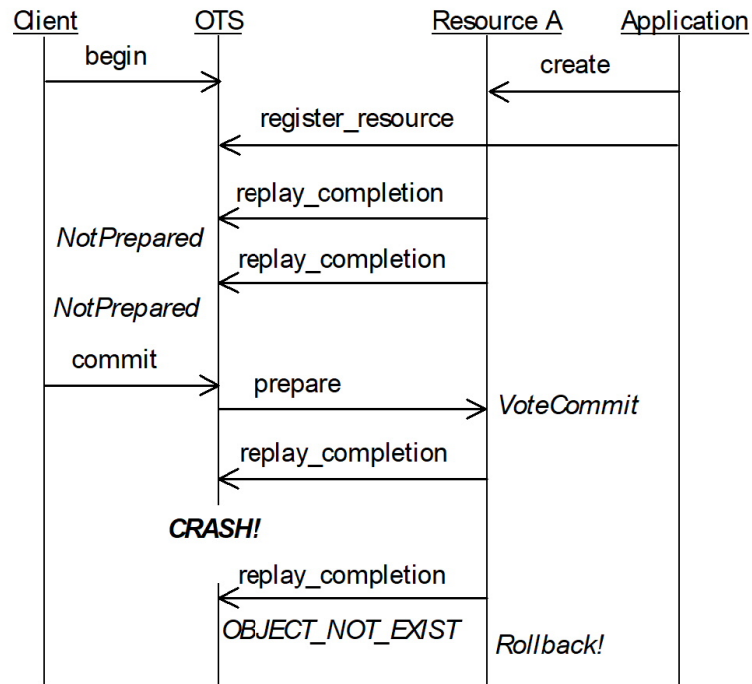 Client OTS Resource A Application
begin
create
register_resource
replay_completion
NotPrepared
replay_completion
NotPrepared
commit
prepare
VoteCommit
replay_completion
CRASH!
replay_completion
OBJECT_NOT_EXIST
Rollback!